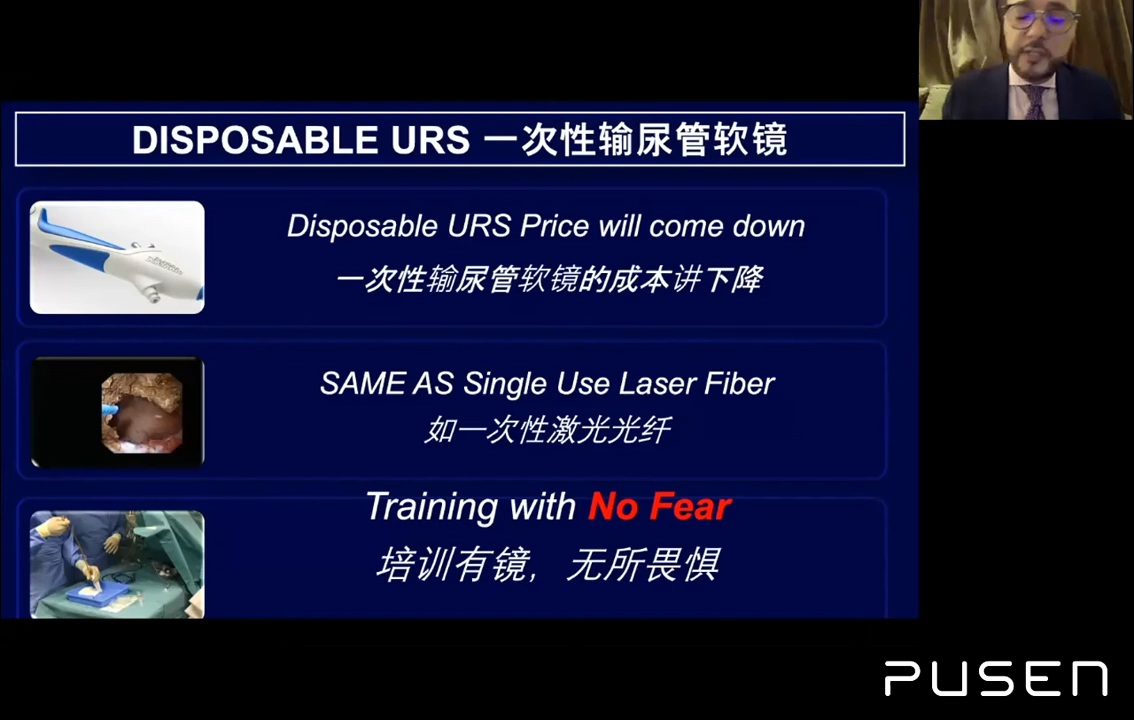 DISPOSABLE URS 一次性输尿管软镜
Disposable URS Price will come down
一次性输尿管软镜的成本讲下降
SAME AS Single Use Laser Fiber
如一次性激光光纤
Training with No Fear
培训有镜，无所畏惧
PUSEN